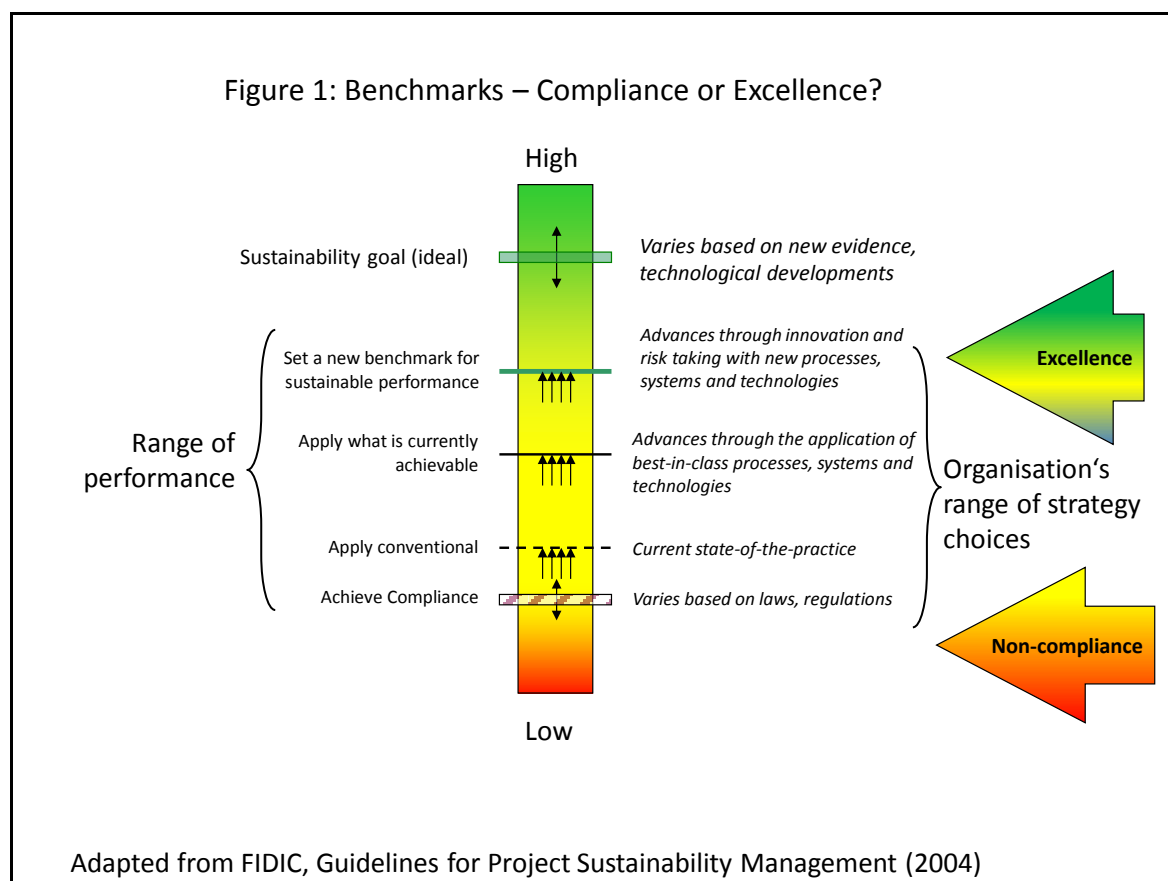 Figure 1: Benchmarks – Compliance or Excellence?
High
Sustainability goal (ideal)
Varies based on new evidence,
technological developments
Set a new benchmark for
sustainable performance
Advances through innovation and
risk taking with new processes,
systems and technologies
Excellence
Range of
performance
Apply what is currently
achievable
Advances through the application of
best-in-class processes, systems and
technologies
Organisation‘s
range of strategy
choices
Apply conventional
Current state-of-the-practice
Achieve Compliance
Varies based on laws, regulations
Non-compliance
Low
Adapted from FIDIC, Guidelines for Project Sustainability Management (2004)